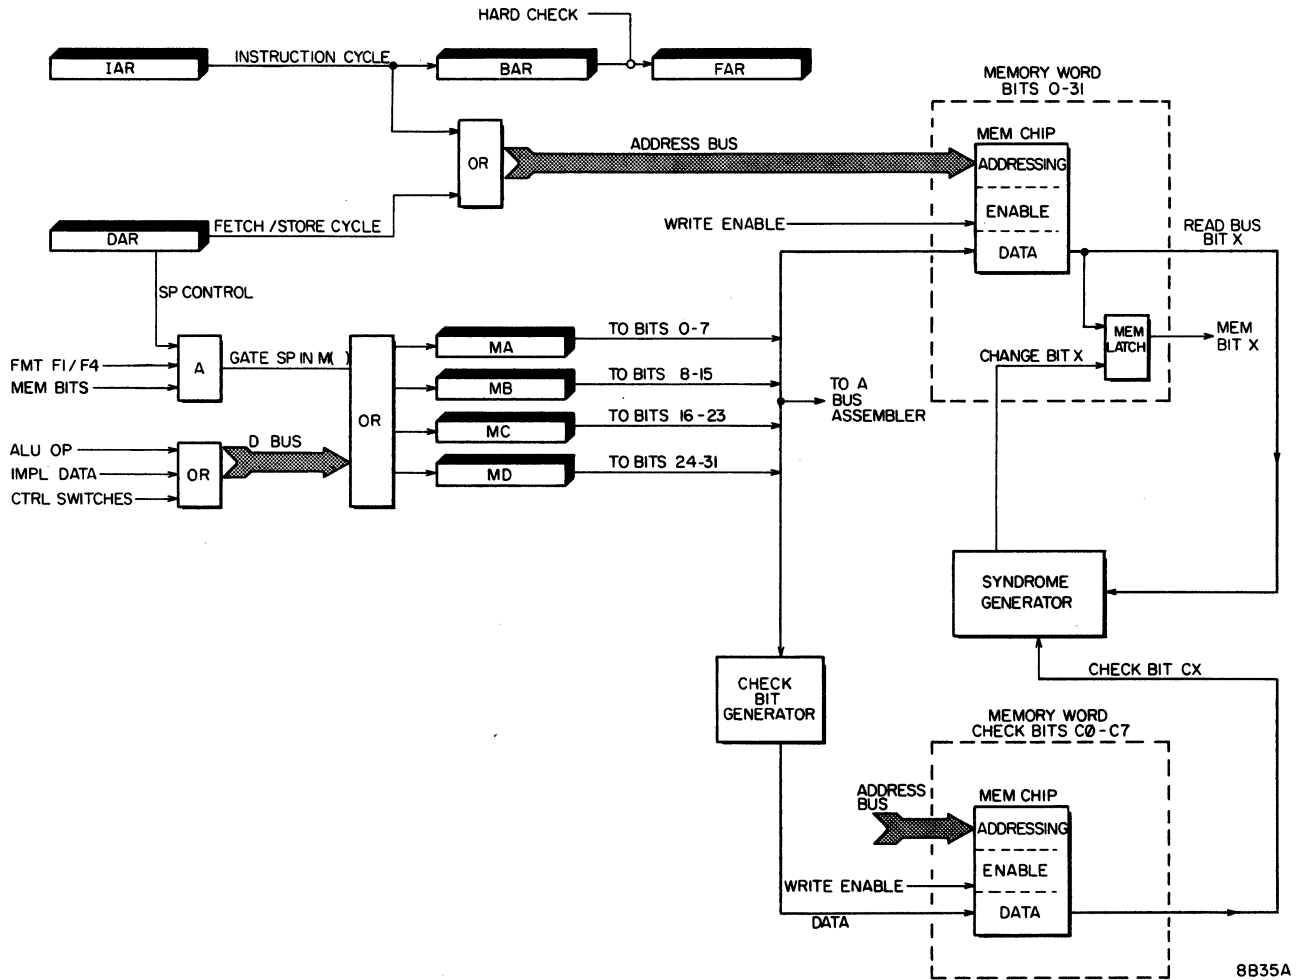 HARD CHECK
IAR
INSTRUCTION CYCLE
BAR
FAR
MEMORY WORD
BITS 0-31
OR
ADDRESS BUS
MEM CHIP
ADDRESSING
ENABLE
DATA
WRITE ENABLE
READ BUS
BIT X
DAR
FETCH/STORE CYCLE
SP CONTROL
FMT F1/F4
MEM BITS
A
GATE SP IN M( )
OR
MA
TO BITS 0-7
MB
TO BITS 8-15
MC
TO BITS 16-23
MD
TO BITS 24-31
TO A
BUS
ASSEMBLER
CHANGE BIT X
MEM
LATCH
MEM
BIT X
ALU OP
IMPL DATA
CTRL SWITCHES
OR
D BUS
SYNDROME
GENERATOR
CHECK
BIT
GENERATOR
CHECK BIT CX
MEMORY WORD
CHECK BITS CØ-C7
ADDRESS
BUS
MEM CHIP
ADDRESSING
ENABLE
DATA
WRITE ENABLE
DATA
8B35A